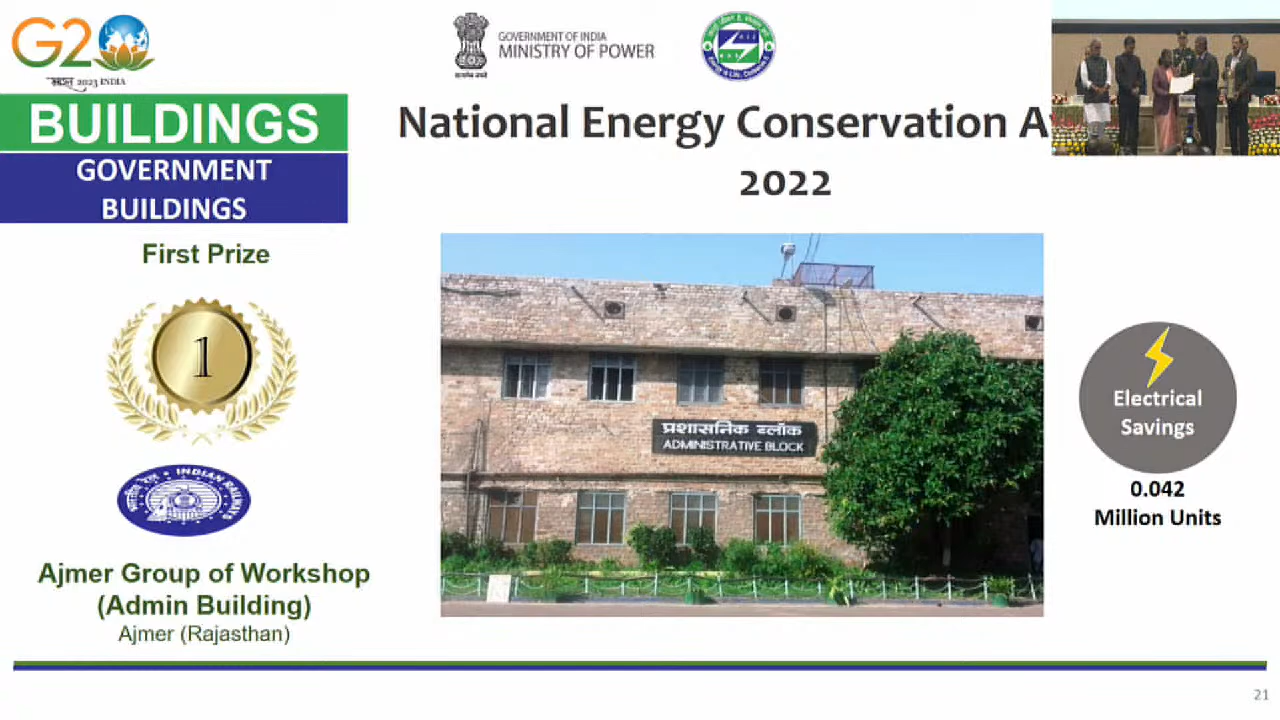 G20
भारत 2023 INDIA
GOVERNMENT OF INDIA
MINISTRY OF POWER
BUILDINGS
GOVERNMENT
BUILDINGS
National Energy Conservation A
2022
First Prize
1
INDIAN RAILWAYS
Ajmer Group of Workshop
(Admin Building)
Ajmer (Rajasthan)
प्रशासनिक ब्लॉक
ADMINISTRATIVE BLOCK
Electrical
Savings
0.042
Million Units
21